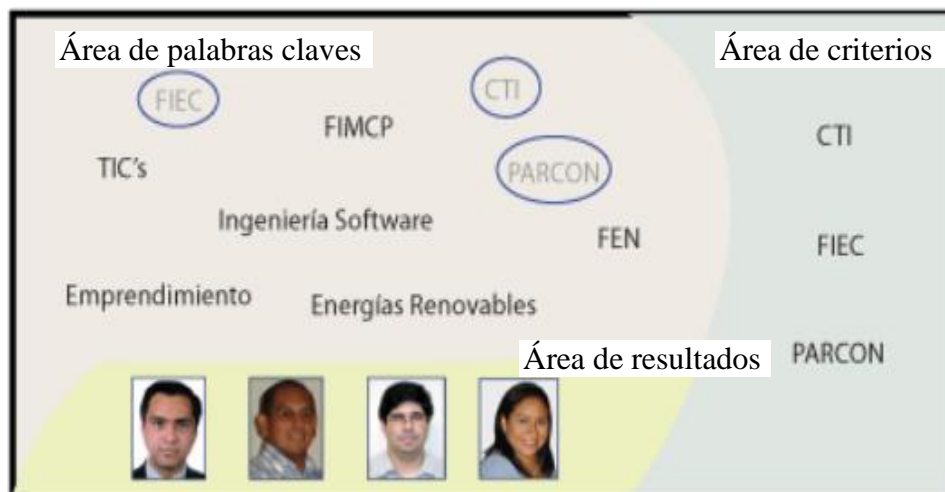 Área de palabras claves
Área de criterios
FIEC
CTI
FIMCP
CTI
TIC's
PARCON
Ingeniería Software
FEN
FIEC
Emprendimiento
Energías Renovables
Área de resultados
PARCON